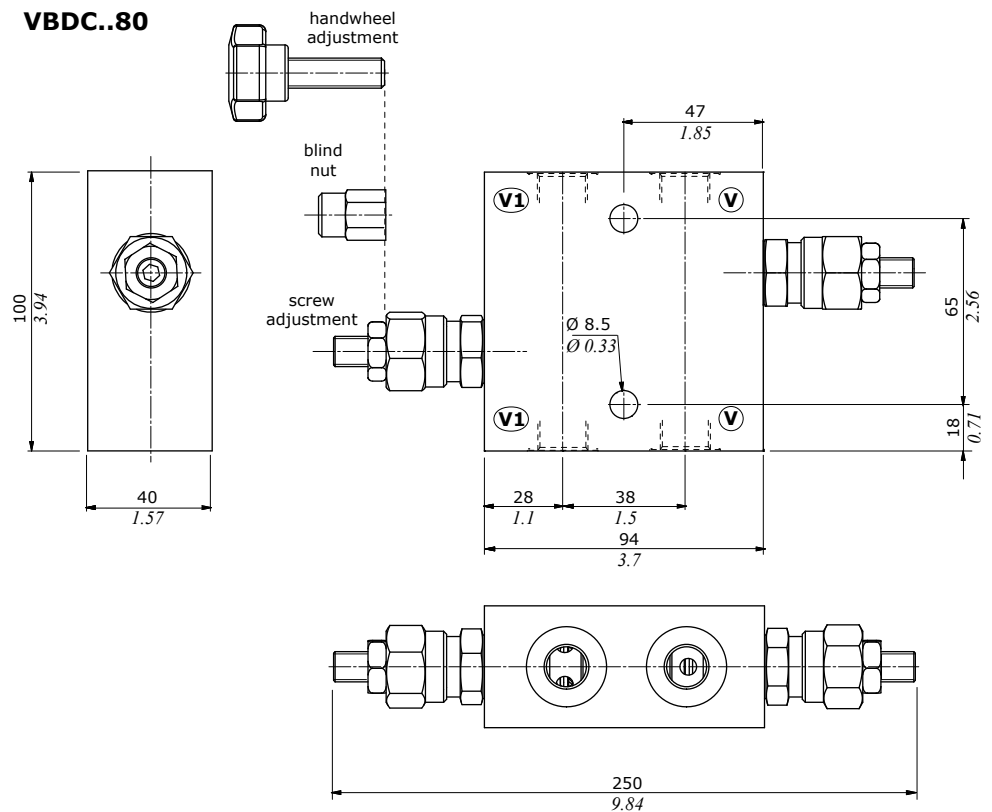 VBDC..80
handwheel
adjustment
47
1.85
blind
nut
V1
V
100
3.94
screw
adjustment
65
2.56
Ø 8.5
Ø 0.33
V1
V
18
0.71
40
1.57
28
1.1
38
1.5
94
3.7
250
9.84